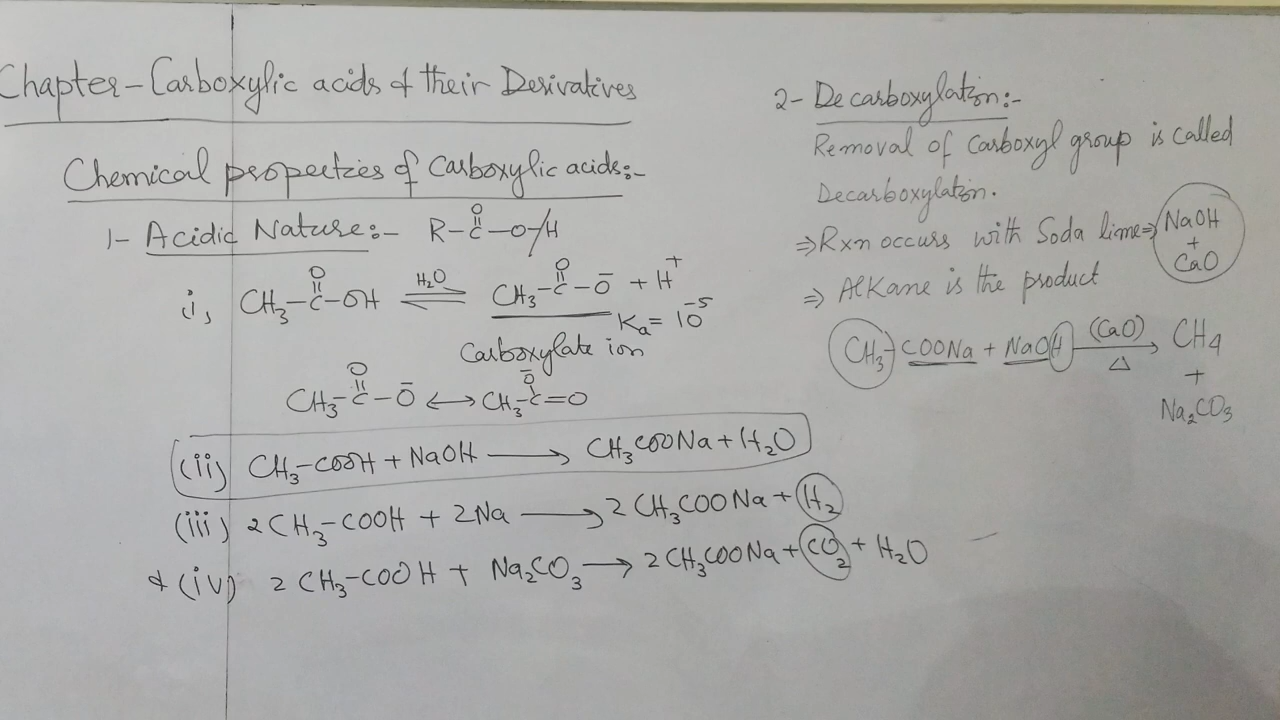 Chapter - Carboxylic acids & their Derivatives
Chemical properties of Carboxylic acids:-
1- Acidic Nature:- R-C(=O)-O/H
i, CH₃-C(=O)-OH ⇌ (H₂O) CH₃-C(=O)-O⁻ + H⁺
Ka = 10⁻⁵
Carboxylate ion
CH₃-C(=O)-O⁻ ⟷ CH₃-C(-O⁻)=O
(ii) CH₃-COOH + NaOH ⟶ CH₃COONa + H₂O
(iii) 2CH₃-COOH + 2Na ⟶ 2CH₃COONa + H₂
& (iv) 2CH₃-COOH + Na₂CO₃ ⟶ 2CH₃COONa + CO₂ + H₂O
2- Decarboxylation:-
Removal of Carboxyl group is called
Decarboxylation.
⇒ Rxn occurs with Soda lime ⇒ NaOH + CaO
⇒ Alkane is the product
CH₃-COONa + NaOH ⟶ (CaO) Δ CH₄
+
Na₂CO₃